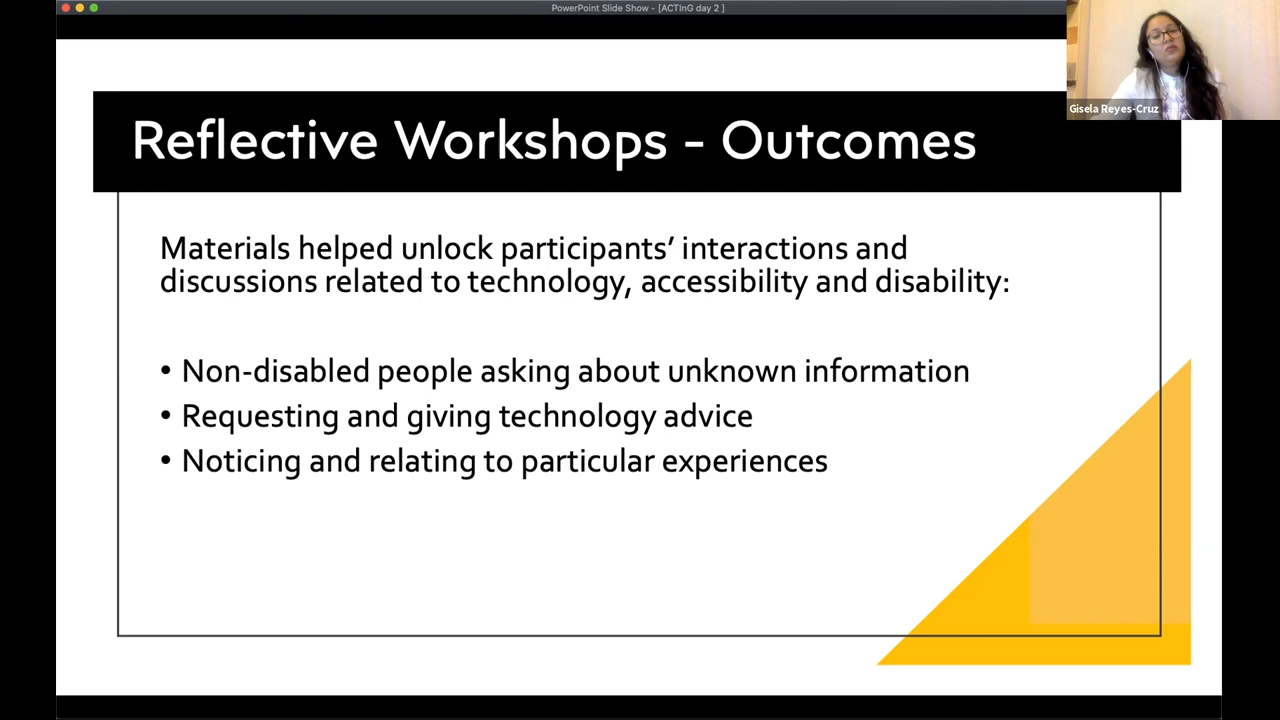 PowerPoint Slide Show - [ACTInG day 2 ]
Gisela Reyes-Cruz
Reflective Workshops - Outcomes
Materials helped unlock participants’ interactions and
discussions related to technology, accessibility and disability:
• Non-disabled people asking about unknown information
• Requesting and giving technology advice
• Noticing and relating to particular experiences